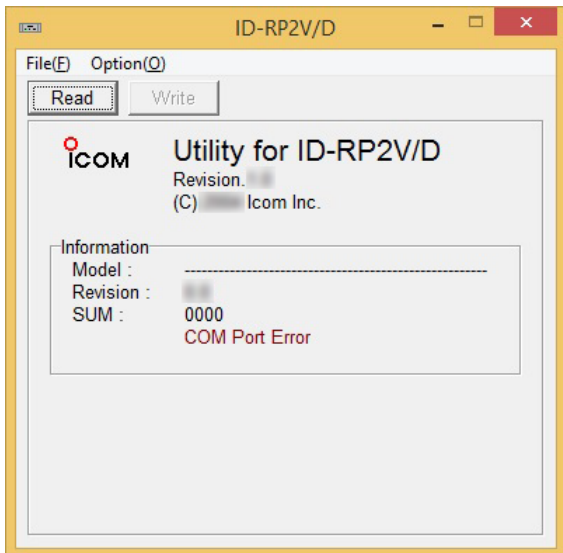 ID-RP2V/D
File(F) Option(O)
Read Write
ICOM Utility for ID-RP2V/D
Revision.
(C) Icom Inc.
Information
Model : ------------------------------------------------------
Revision :
SUM : 0000
COM Port Error